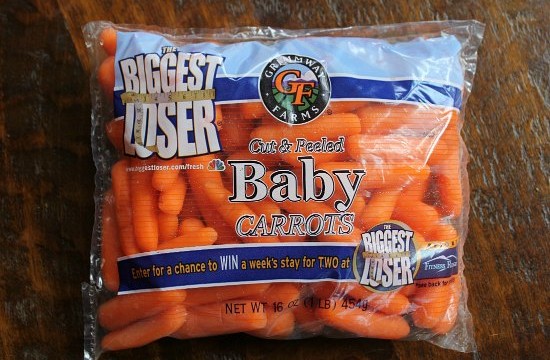 THE
BIGGEST
LOSER
www.biggestloser.com/fresh
GRIMMWAY
GF
FARMS
Cut & Peeled
Baby
CARROTS
Enter for a chance to WIN a week's stay for TWO at
THE
BIGGEST
LOSER
NET WT 16 oz (1 LB) 454g